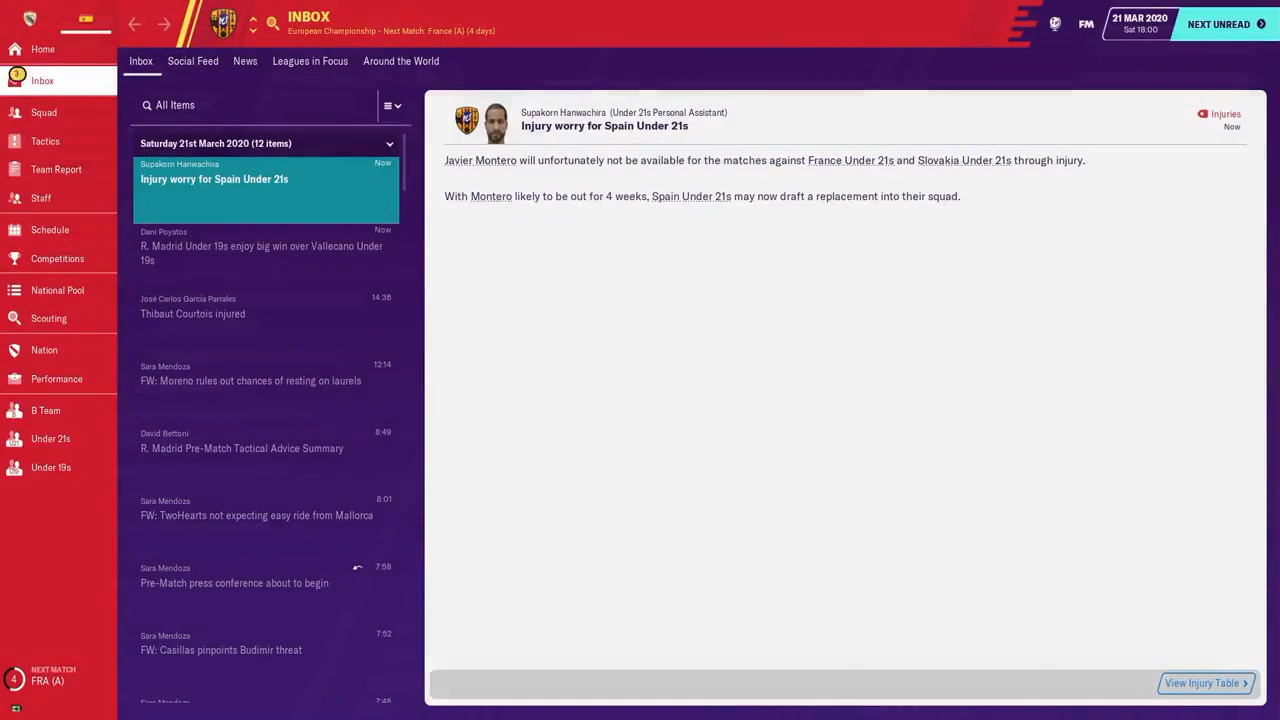 INBOX
European Championship - Next Match: France (A) (4 days)
FM
21 MAR 2020
Sat 18:00
NEXT UNREAD
Home
3
Inbox
Squad
Tactics
Team Report
Staff
Schedule
Competitions
National Pool
Scouting
Nation
Performance
B Team
Under 21s
Under 19s
4
NEXT MATCH
FRA (A)
Inbox
Social Feed
News
Leagues in Focus
Around the World
All Items
Saturday 21st March 2020 (12 items)
Supakorn Hanwachira
Now
Injury worry for Spain Under 21s
Dani Poyatos
Now
R. Madrid Under 19s enjoy big win over Vallecano Under
19s
José Carlos García Parrales
14:36
Thibaut Courtois injured
Sara Mendoza
12:14
FW: Moreno rules out chances of resting on laurels
David Bettoni
8:49
R. Madrid Pre-Match Tactical Advice Summary
Sara Mendoza
8:01
FW: TwoHearts not expecting easy ride from Mallorca
Sara Mendoza
7:58
Pre-Match press conference about to begin
Sara Mendoza
7:52
FW: Casillas pinpoints Budimir threat
Sara Mendoza
7:48
Supakorn Hanwachira (Under 21s Personal Assistant)
Injury worry for Spain Under 21s
Injuries
Now
Javier Montero will unfortunately not be available for the matches against France Under 21s and Slovakia Under 21s through injury.
With Montero likely to be out for 4 weeks, Spain Under 21s may now draft a replacement into their squad.
View Injury Table